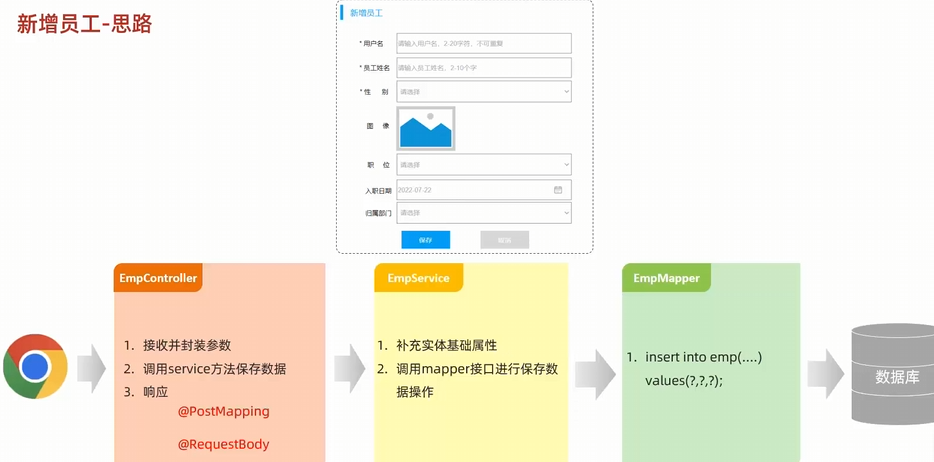 新增员工-思路
新增员工
* 用户名 请输入用户名，2-20字符，不可重复
* 员工姓名 请输入员工姓名，2-10个字
* 性 别 请选择
图 像
职 位 请选择
入职日期 2022-07-22
归属部门 请选择
保存
EmpController
1. 接收并封装参数
2. 调用service方法保存数据
3. 响应
@PostMapping
@RequestBody
EmpService
1. 补充实体基础属性
2. 调用mapper接口进行保存数
据操作
EmpMapper
1. insert into emp(....)
values(?,?,?);
数据库